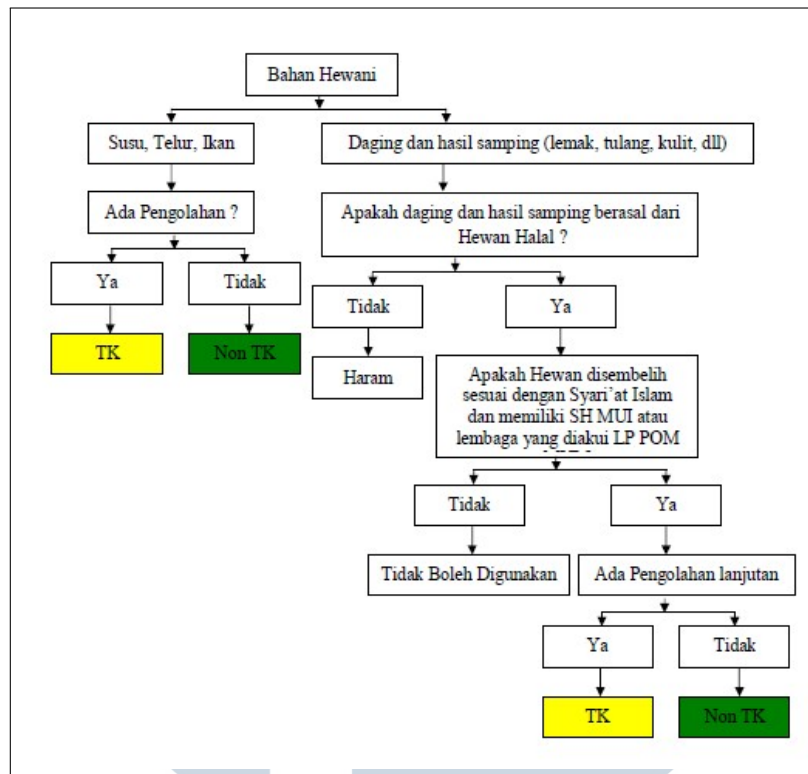 Bahan Hewani
Susu, Telur, Ikan
Daging dan hasil samping (lemak, tulang, kulit, dll)
Ada Pengolahan ?
Apakah daging dan hasil samping berasal dari
Hewan Halal ?
Ya
Tidak
Tidak
Ya
TK
Non TK
Haram
Apakah Hewan disembelih
sesuai dengan Syari’at Islam
dan memiliki SH MUI atau
lembaga yang diakui LP POM
Tidak
Ya
Tidak Boleh Digunakan
Ada Pengolahan lanjutan
Ya
Tidak
TK
Non TK